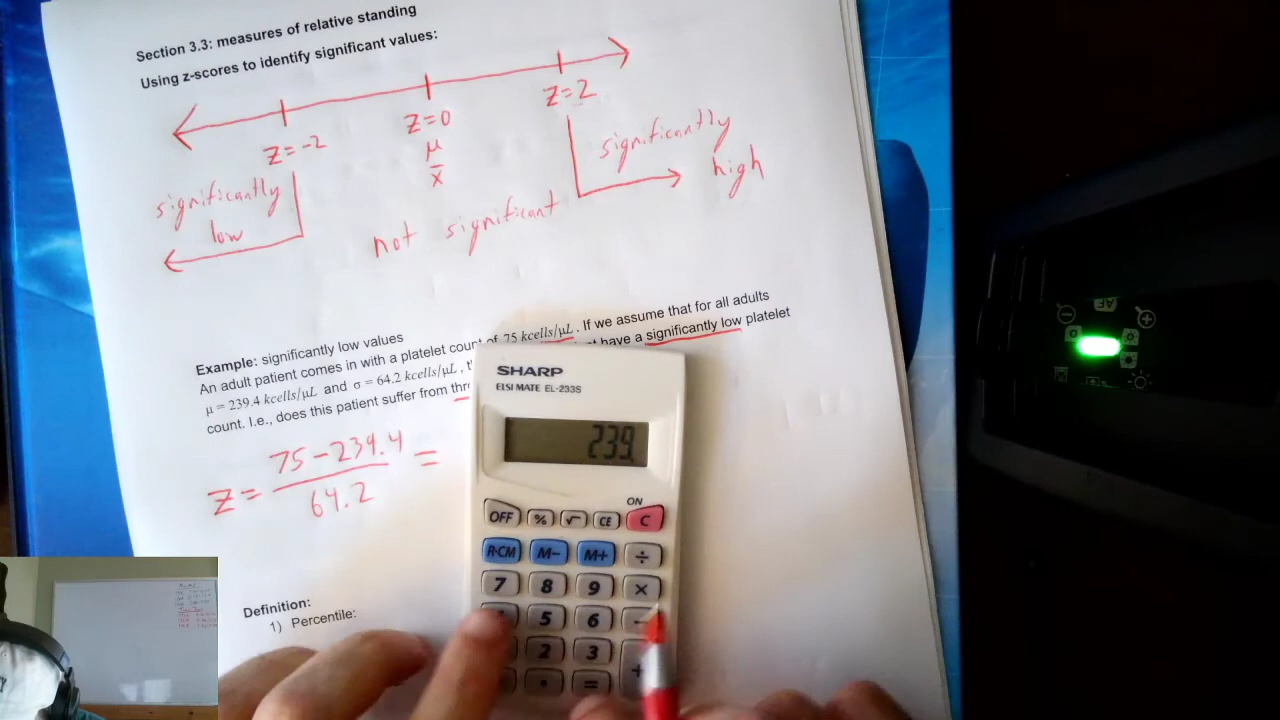 Section 3.3: measures of relative standing
Using z-scores to identify significant values:
z=-2
z=0
z=2
μ
x̄
significantly
low
not significant
significantly
high
Example: significantly low values
An adult patient comes in with a platelet count of 75 kcells/μL. If we assume that for all adults
μ = 239.4 kcells/μL and σ = 64.2 kcells/μL, have a significantly low platelet
count. I.e., does this patient suffer from
z = 75-239.4 / 64.2 =
SHARP
ELSI MATE EL-233S
239.
ON
OFF % √ CE C
R·CM M- M+ ÷
7 8 9 ×
5 6 -
2 3 +
· =
Definition:
1) Percentile:
AF